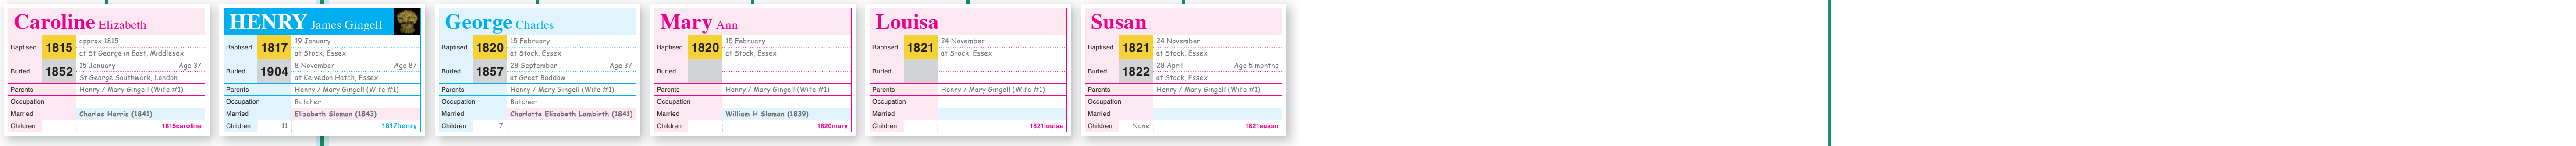 Caroline Elizabeth
Baptised 1815 approx 1815
at St George in East, Middlesex
Buried 1852 15 January Age 37
St George Southwark, London
Parents Henry / Mary Gingell (Wife #1)
Occupation
Married Charles Harris (1841)
Children 1815caroline
HENRY James Gingell
Baptised 1817 19 January
at Stock, Essex
Buried 1904 8 November Age 87
at Kelvedon Hatch, Essex
Parents Henry / Mary Gingell (Wife #1)
Occupation Butcher
Married Elizabeth Sloman (1843)
Children 11 1817henry
George Charles
Baptised 1820 15 February
at Stock, Essex
Buried 1857 28 September Age 37
at Great Baddow
Parents Henry / Mary Gingell (Wife #1)
Occupation Butcher
Married Charlotte Elizabeth Lambirth (1841)
Children 7
Mary Ann
Baptised 1820 15 February
at Stock, Essex
Buried
Parents Henry / Mary Gingell (Wife #1)
Occupation
Married William H Sloman (1839)
Children 1820mary
Louisa
Baptised 1821 24 November
at Stock, Essex
Buried
Parents Henry / Mary Gingell (Wife #1)
Occupation
Married
Children 1821louisa
Susan
Baptised 1821 24 November
at Stock, Essex
Buried 1822 28 April Age 5 months
at Stock, Essex
Parents Henry / Mary Gingell (Wife #1)
Occupation
Married
Children None 1821susan